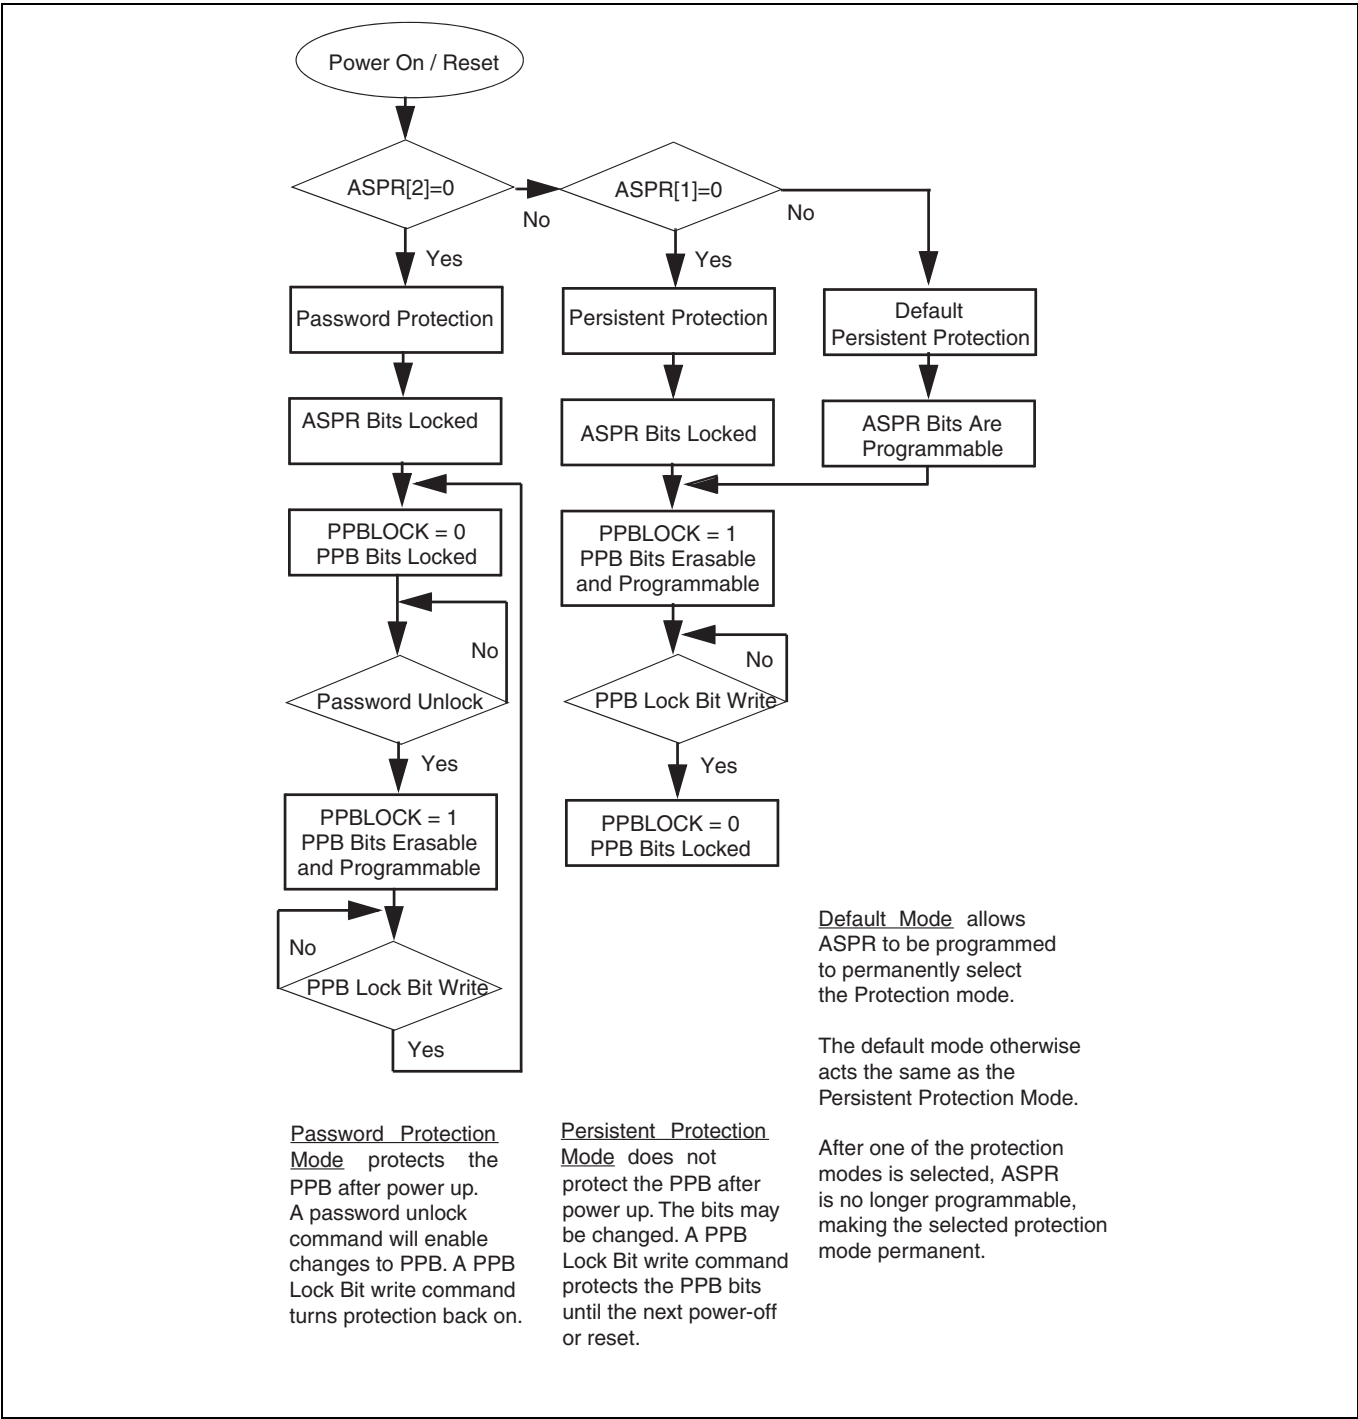 Power On / Reset
ASPR[2]=0
No
ASPR[1]=0
No
Yes
Yes
Password Protection
Persistent Protection
Default
Persistent Protection
ASPR Bits Locked
ASPR Bits Locked
ASPR Bits Are
Programmable
PPBLOCK = 0
PPB Bits Locked
PPBLOCK = 1
PPB Bits Erasable
and Programmable
No
Password Unlock
No
PPB Lock Bit Write
Yes
Yes
PPBLOCK = 1
PPB Bits Erasable
and Programmable
PPBLOCK = 0
PPB Bits Locked
No
PPB Lock Bit Write
Yes
Default Mode allows
ASPR to be programmed
to permanently select
the Protection mode.
The default mode otherwise
acts the same as the
Persistent Protection Mode.
After one of the protection
modes is selected, ASPR
is no longer programmable,
making the selected protection
mode permanent.
Password Protection
Mode protects the
PPB after power up.
A password unlock
command will enable
changes to PPB. A PPB
Lock Bit write command
turns protection back on.
Persistent Protection
Mode does not
protect the PPB after
power up. The bits may
be changed. A PPB
Lock Bit write command
protects the PPB bits
until the next power-off
or reset.